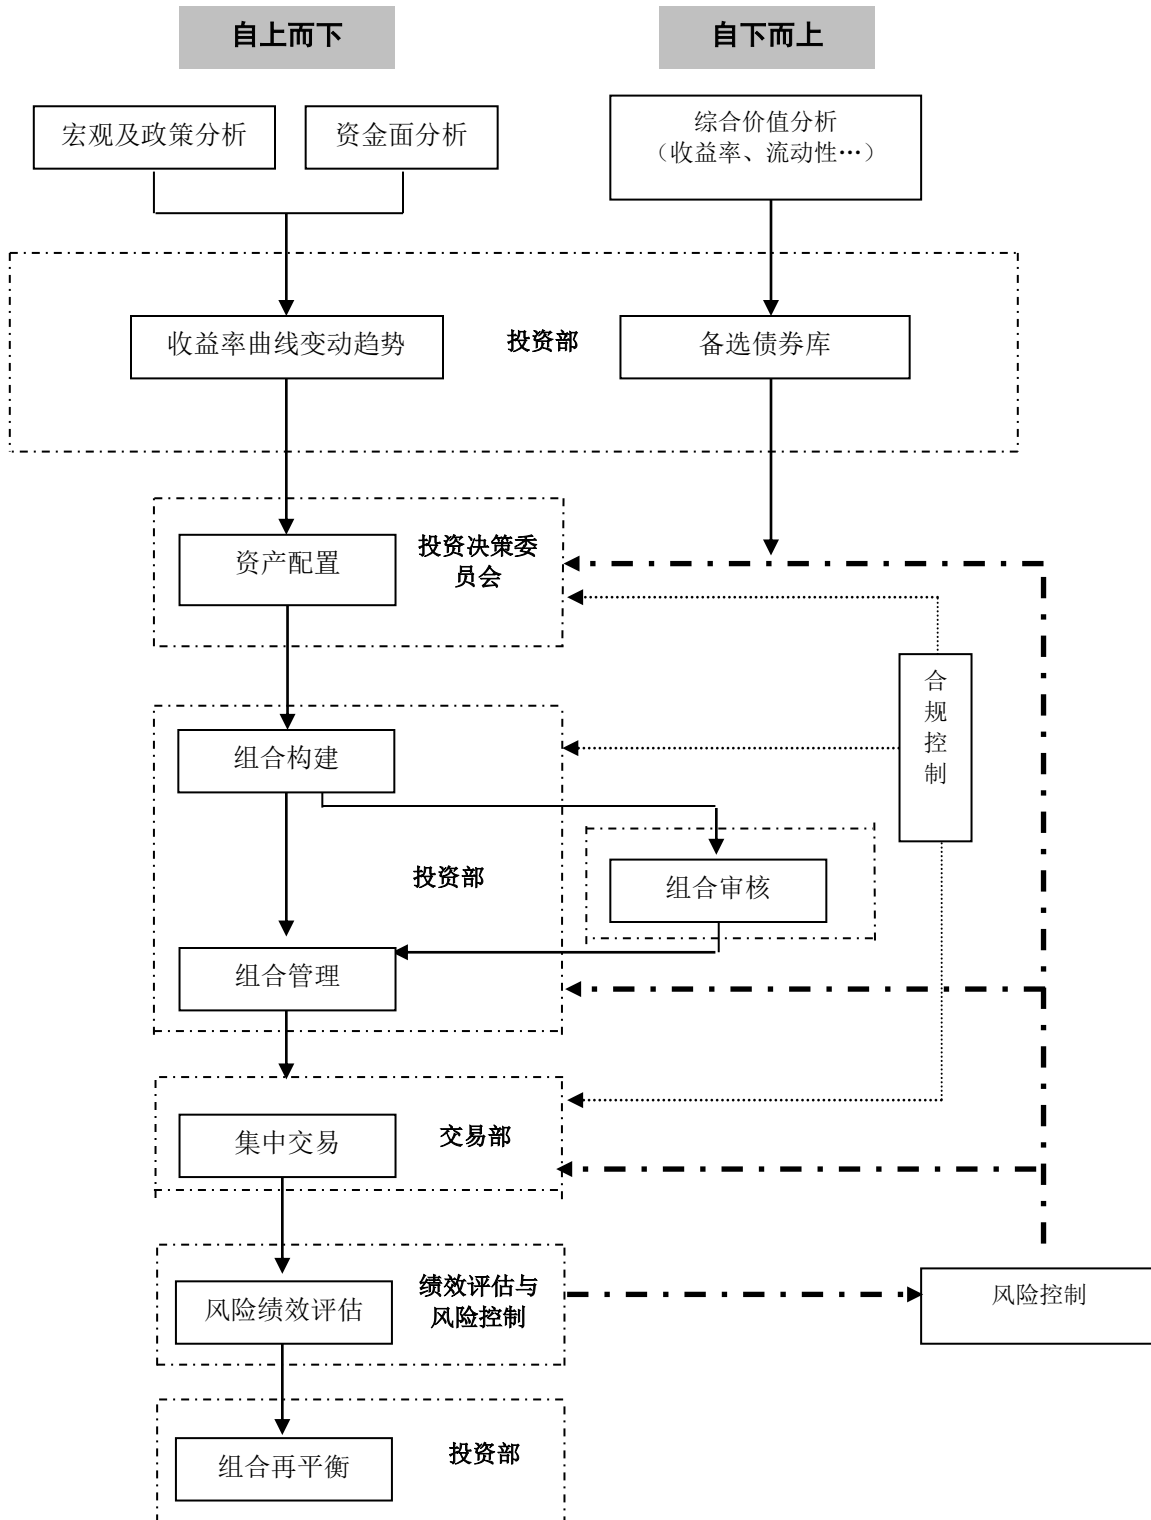 自上而下
自下而上
宏观及政策分析
资金面分析
综合价值分析
（收益率、流动性…）
收益率曲线变动趋势
投资部
备选债券库
资产配置
投资决策委
员会
合
规
控
制
组合构建
投资部
组合审核
组合管理
集中交易
交易部
风险绩效评估
绩效评估与
风险控制
风险控制
组合再平衡
投资部